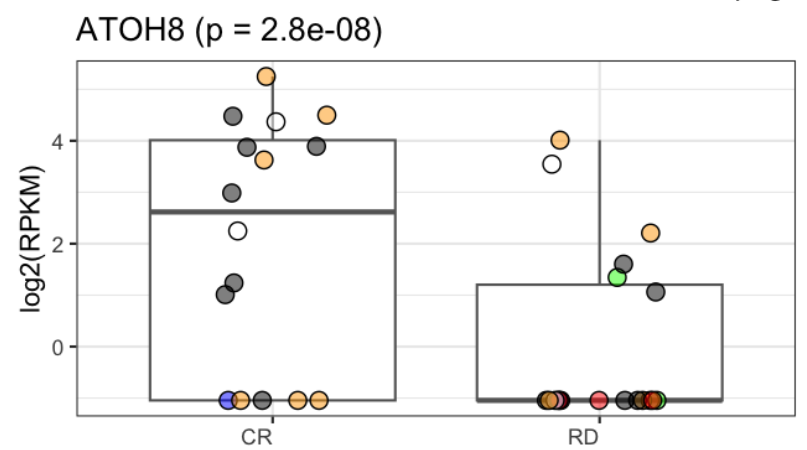 ATOH8 (p = 2.8e-08)
log2(RPKM)
4
2
0
CR
RD